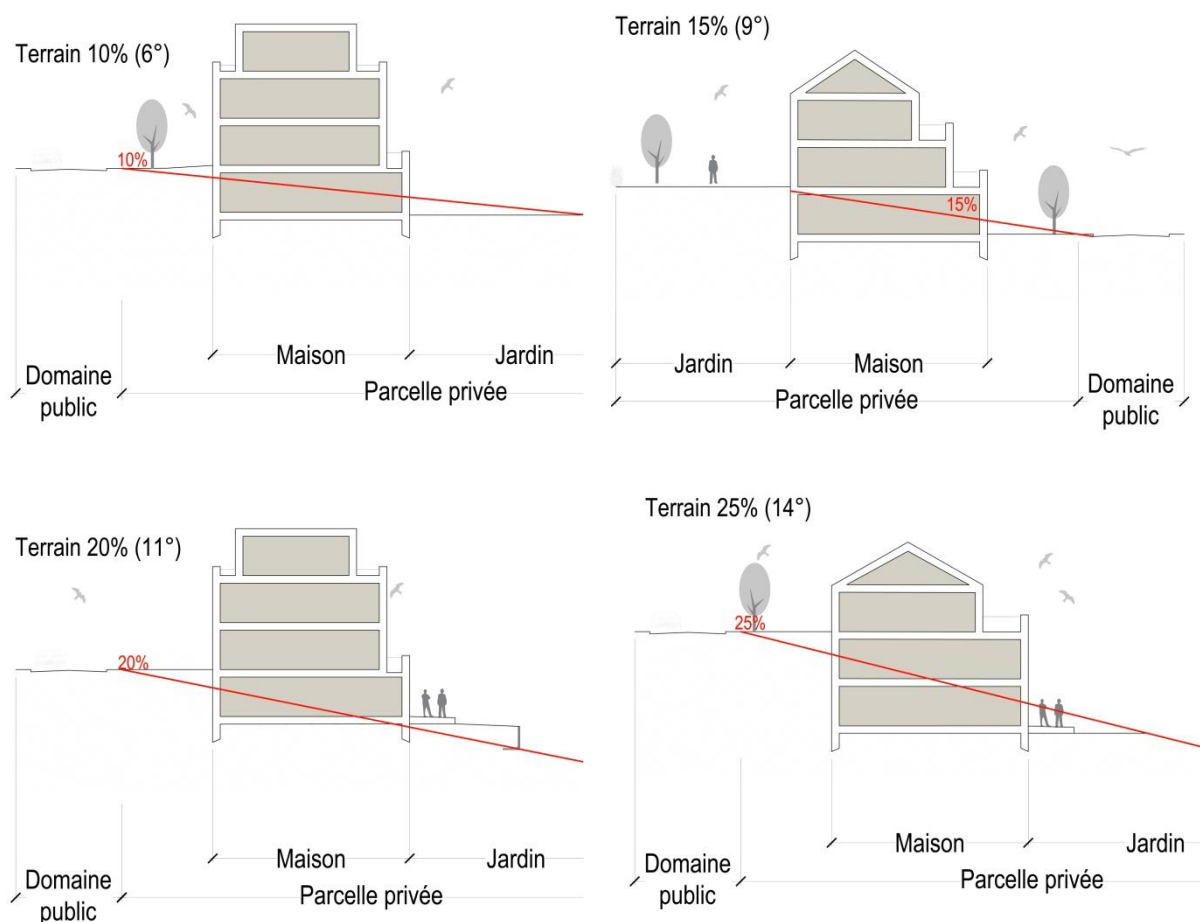 Terrain 10% (6°)
10%
Maison
Jardin
Domaine
public
Parcelle privée
Terrain 15% (9°)
15%
Jardin
Maison
Parcelle privée
Domaine
public
Terrain 20% (11°)
20%
Maison
Jardin
Domaine
public
Parcelle privée
Terrain 25% (14°)
25%
Maison
Jardin
Domaine
public
Parcelle privée